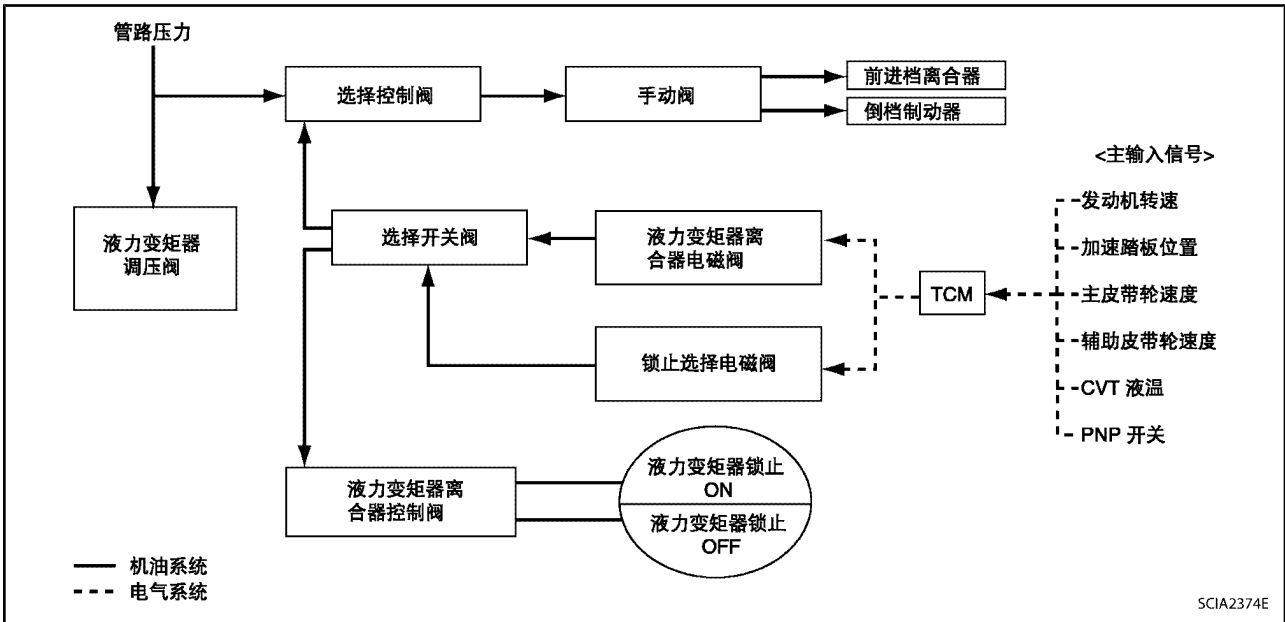 管路压力
选择控制阀
手动阀
前进档离合器
倒档制动器
<主输入信号>
发动机转速
加速踏板位置
主皮带轮速度
辅助皮带轮速度
CVT 液温
PNP 开关
液力变矩器
调压阀
选择开关阀
液力变矩器离
合器电磁阀
TCM
锁止选择电磁阀
液力变矩器离
合器控制阀
液力变矩器锁止
ON
液力变矩器锁止
OFF
机油系统
电气系统
SCIA2374E